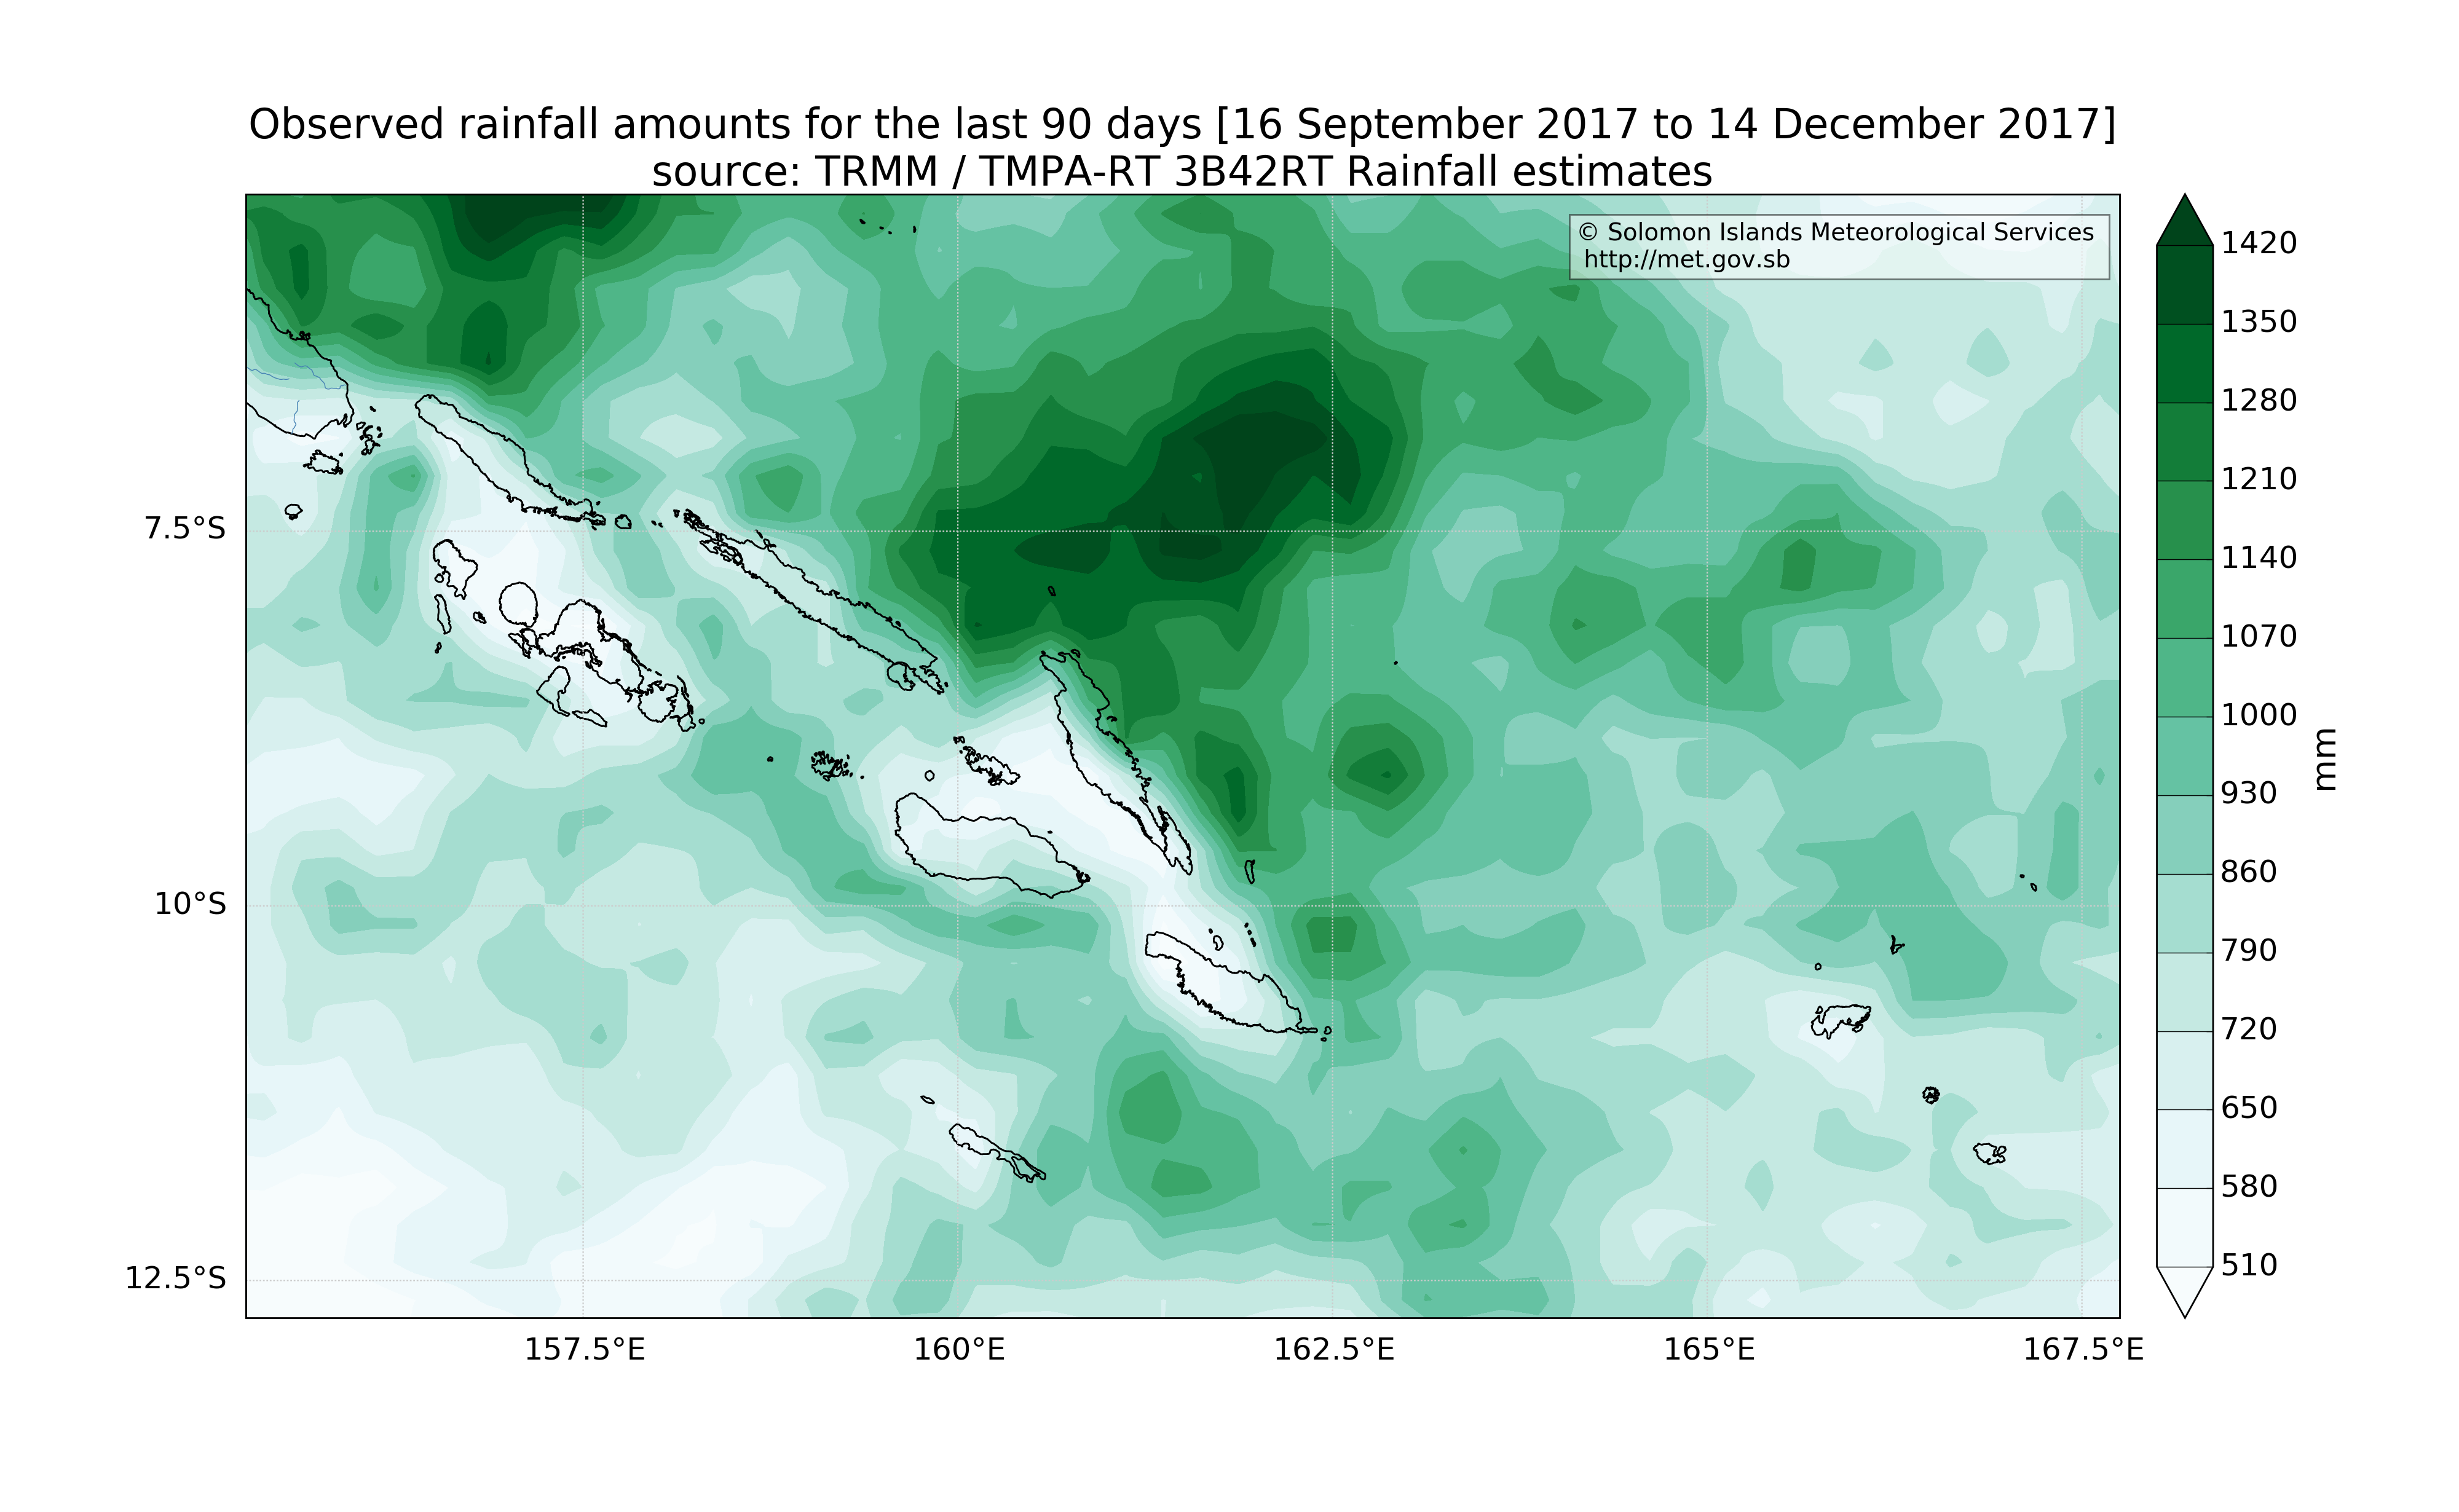 Observed rainfall amounts for the last 90 days [16 September 2017 to 14 December 2017]
source: TRMM / TMPA-RT 3B42RT Rainfall estimates
© Solomon Islands Meteorological Services
http://met.gov.sb
7.5°S
10°S
12.5°S
157.5°E
160°E
162.5°E
165°E
167.5°E
1420
1350
1280
1210
1140
1070
1000
930
860
790
720
650
580
510
mm